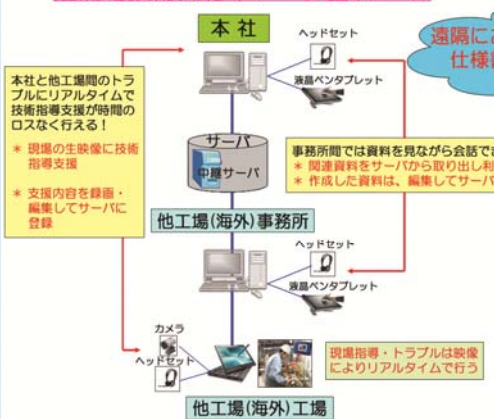 本社
ヘッドセット
液晶ペンタブレット
遠隔にお
仕様
本社と他工場間のトラ
ブルにリアルタイムで
技術指導支援が時間の
ロスなく行える！
* 現場の生映像に技術
指導支援
* 支援内容を録画・
編集してサーバに
登録
サーバ
中継サーバ
事務所間では資料を見ながら会話でき
* 関連資料をサーバから取り出し利
* 作成した資料は、編集してサーバ
他工場(海外)事務所
ヘッドセット
液晶ペンタブレット
カメラ
ヘッドセット
現場指導・トラブルは映像
によりリアルタイムで行う
他工場(海外)工場